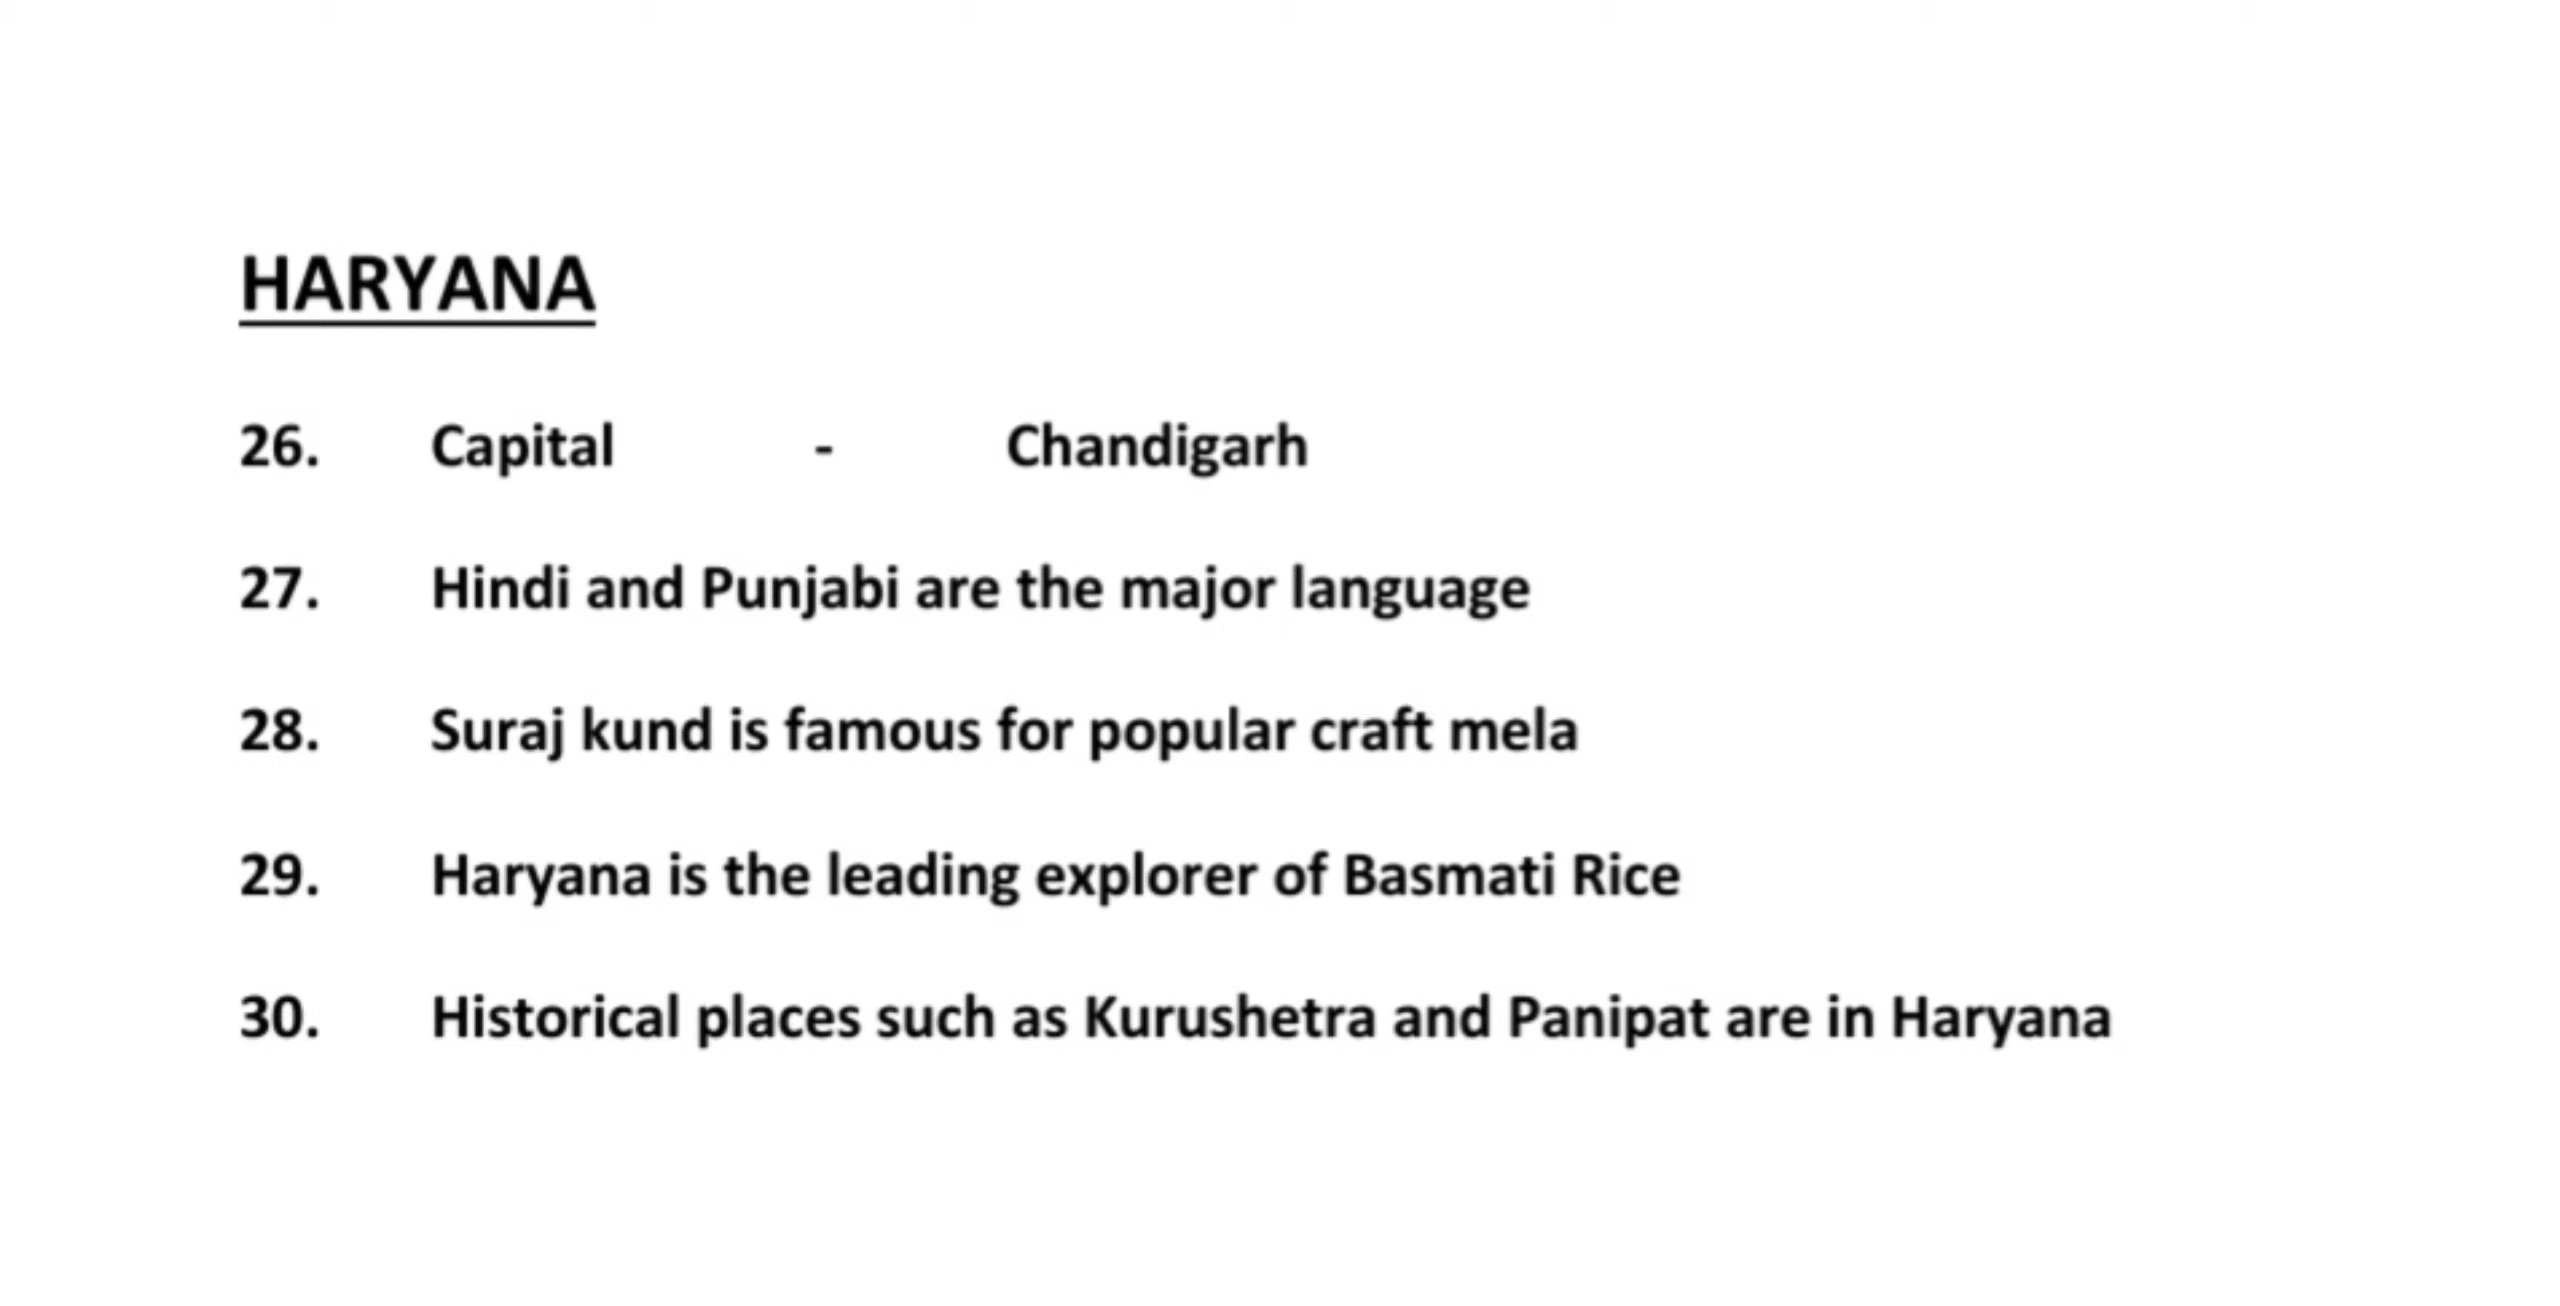 HARYANA
26. Capital - Chandigarh
27. Hindi and Punjabi are the major language
28. Suraj kund is famous for popular craft mela
29. Haryana is the leading explorer of Basmati Rice
30. Historical places such as Kurushetra and Panipat are in Haryana